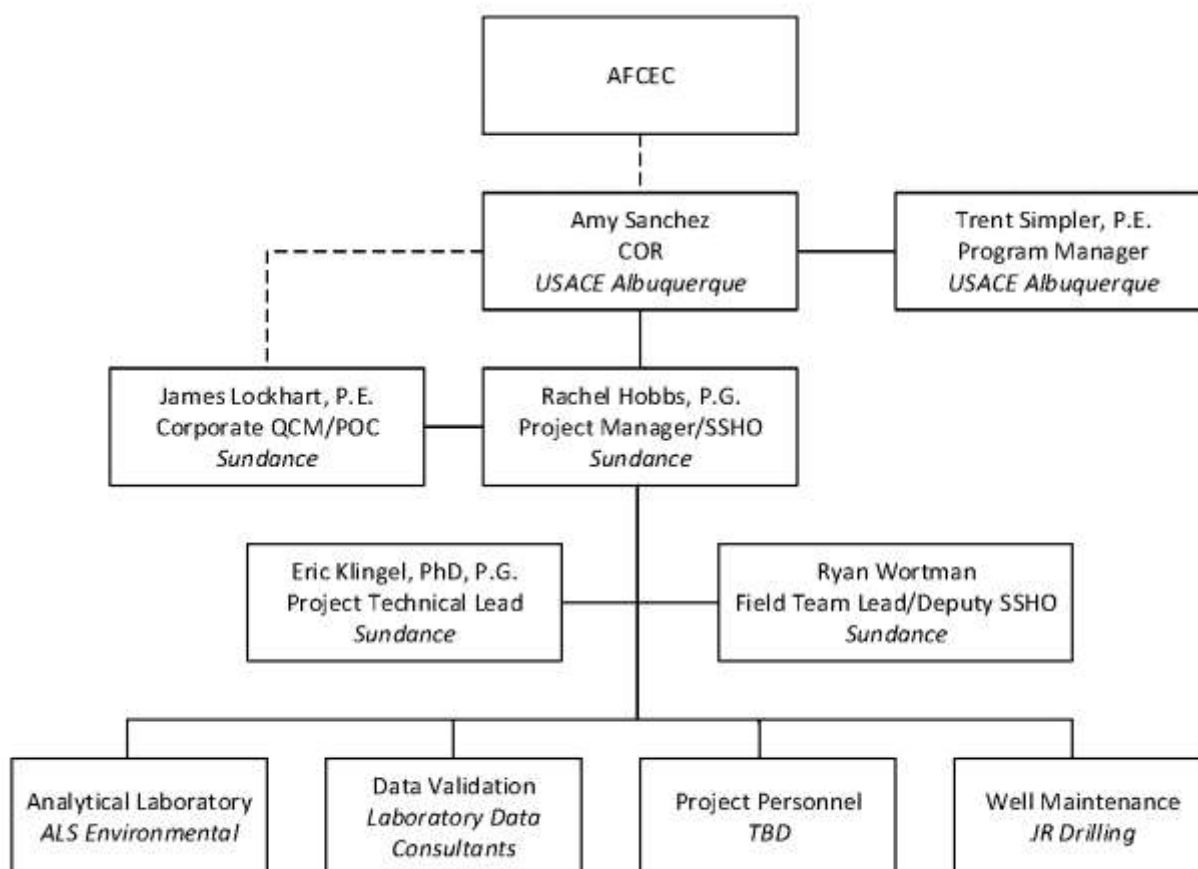 AFCEC
Amy Sanchez
COR
USACE Albuquerque
Trent Simpler, P.E.
Program Manager
USACE Albuquerque
James Lockhart, P.E.
Corporate QCM/POC
Sundance
Rachel Hobbs, P.G.
Project Manager/SSHO
Sundance
Eric Klingel, PhD, P.G.
Project Technical Lead
Sundance
Ryan Wortman
Field Team Lead/Deputy SSHO
Sundance
Analytical Laboratory
ALS Environmental
Data Validation
Laboratory Data
Consultants
Project Personnel
TBD
Well Maintenance
JR Drilling